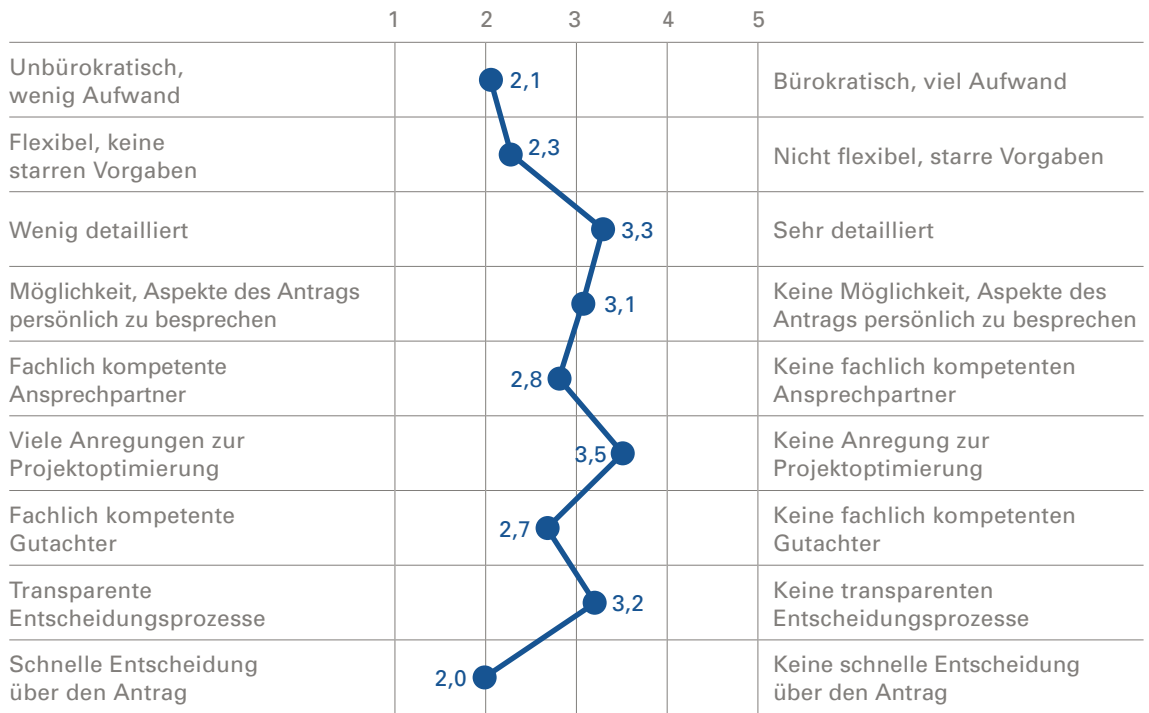 1 2 3 4 5
Unbürokratisch,
wenig Aufwand
2,1
Bürokratisch, viel Aufwand
Flexibel, keine
starren Vorgaben
2,3
Nicht flexibel, starre Vorgaben
Wenig detailliert
3,3
Sehr detailliert
Möglichkeit, Aspekte des Antrags
persönlich zu besprechen
3,1
Keine Möglichkeit, Aspekte des
Antrags persönlich zu besprechen
Fachlich kompetente
Ansprechpartner
2,8
Keine fachlich kompetenten
Ansprechpartner
Viele Anregungen zur
Projektoptimierung
3,5
Keine Anregung zur
Projektoptimierung
Fachlich kompetente
Gutachter
2,7
Keine fachlich kompetenten
Gutachter
Transparente
Entscheidungsprozesse
3,2
Keine transparenten
Entscheidungsprozesse
Schnelle Entscheidung
über den Antrag
2,0
Keine schnelle Entscheidung
über den Antrag